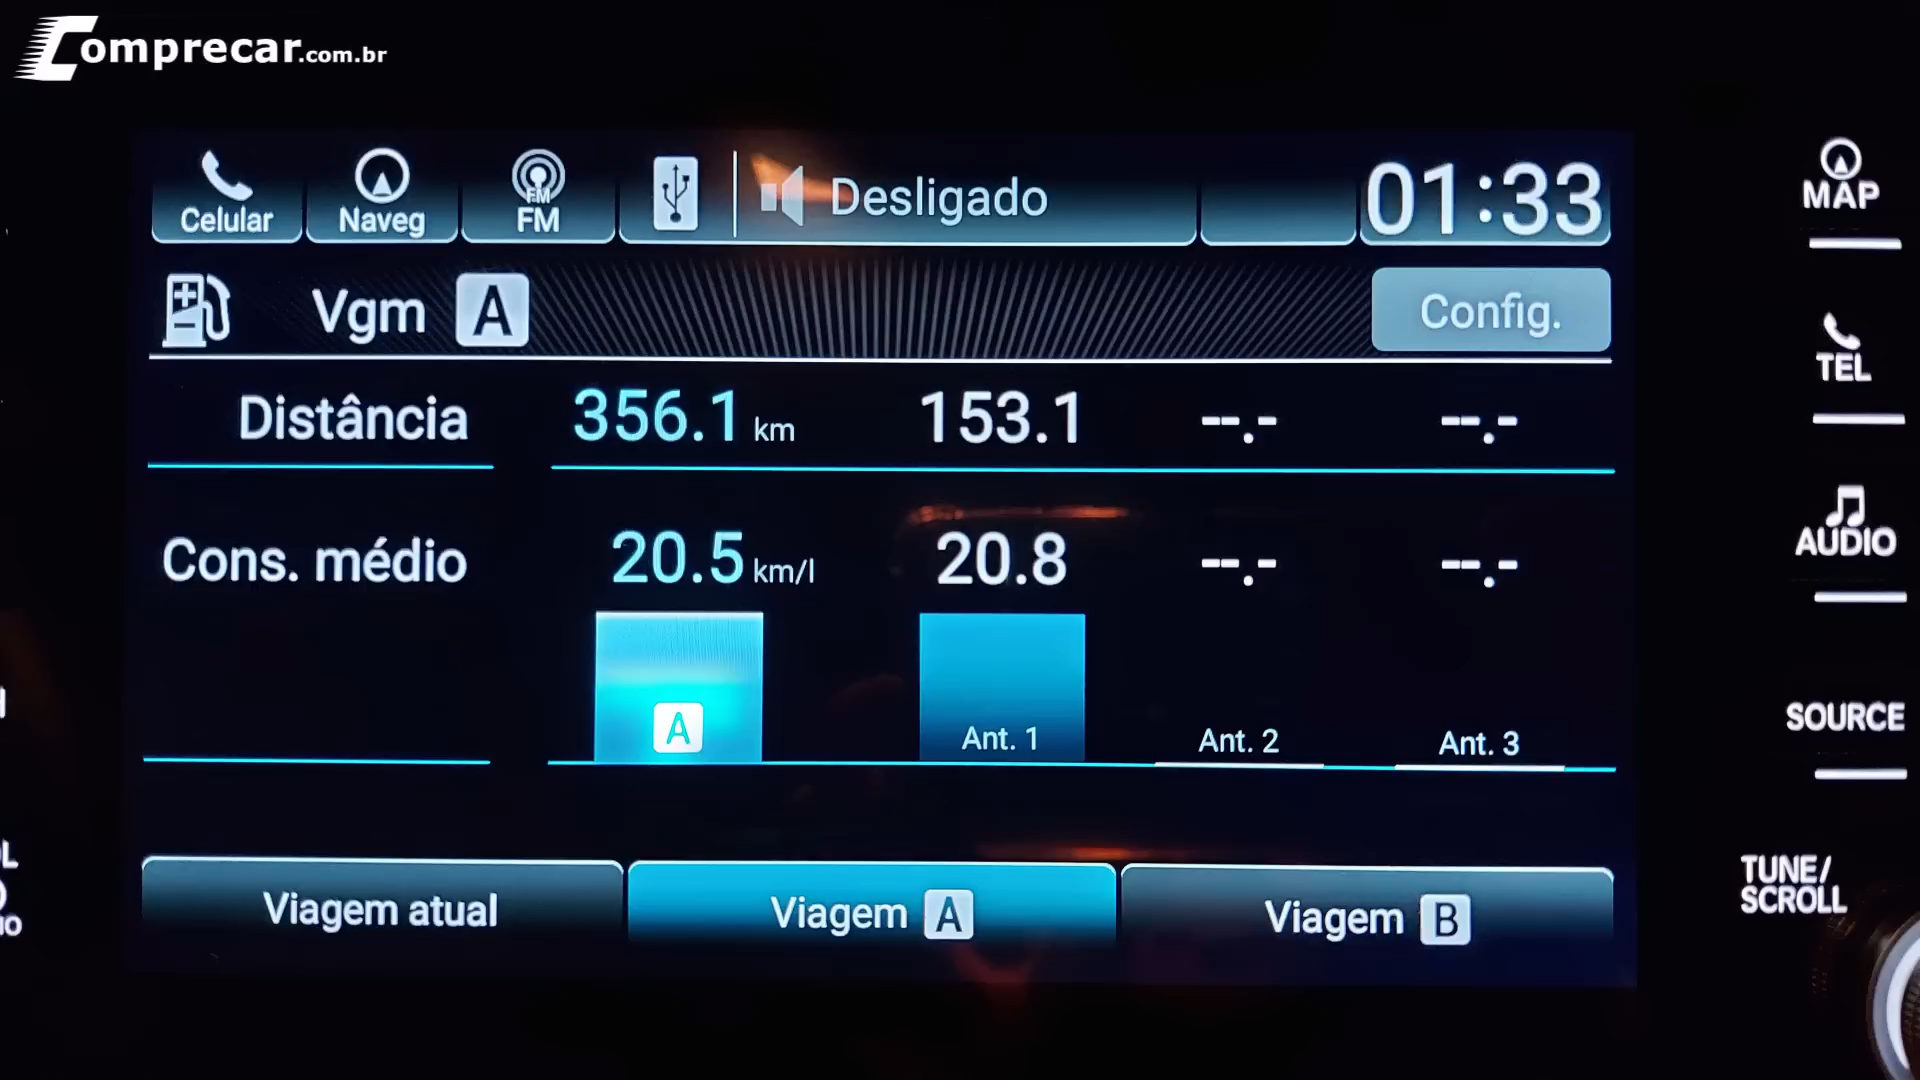 Comprecar.com.br
Celular
Naveg
FM
FM
Desligado
01:33
MAP
Vgm A
Config.
TEL
Distância 356.1 km 153.1 --.- --.-
AUDIO
Cons. médio 20.5 km/l 20.8 --.- --.-
A
Ant. 1
Ant. 2
Ant. 3
SOURCE
Viagem atual
Viagem A
Viagem B
TUNE/
SCROLL